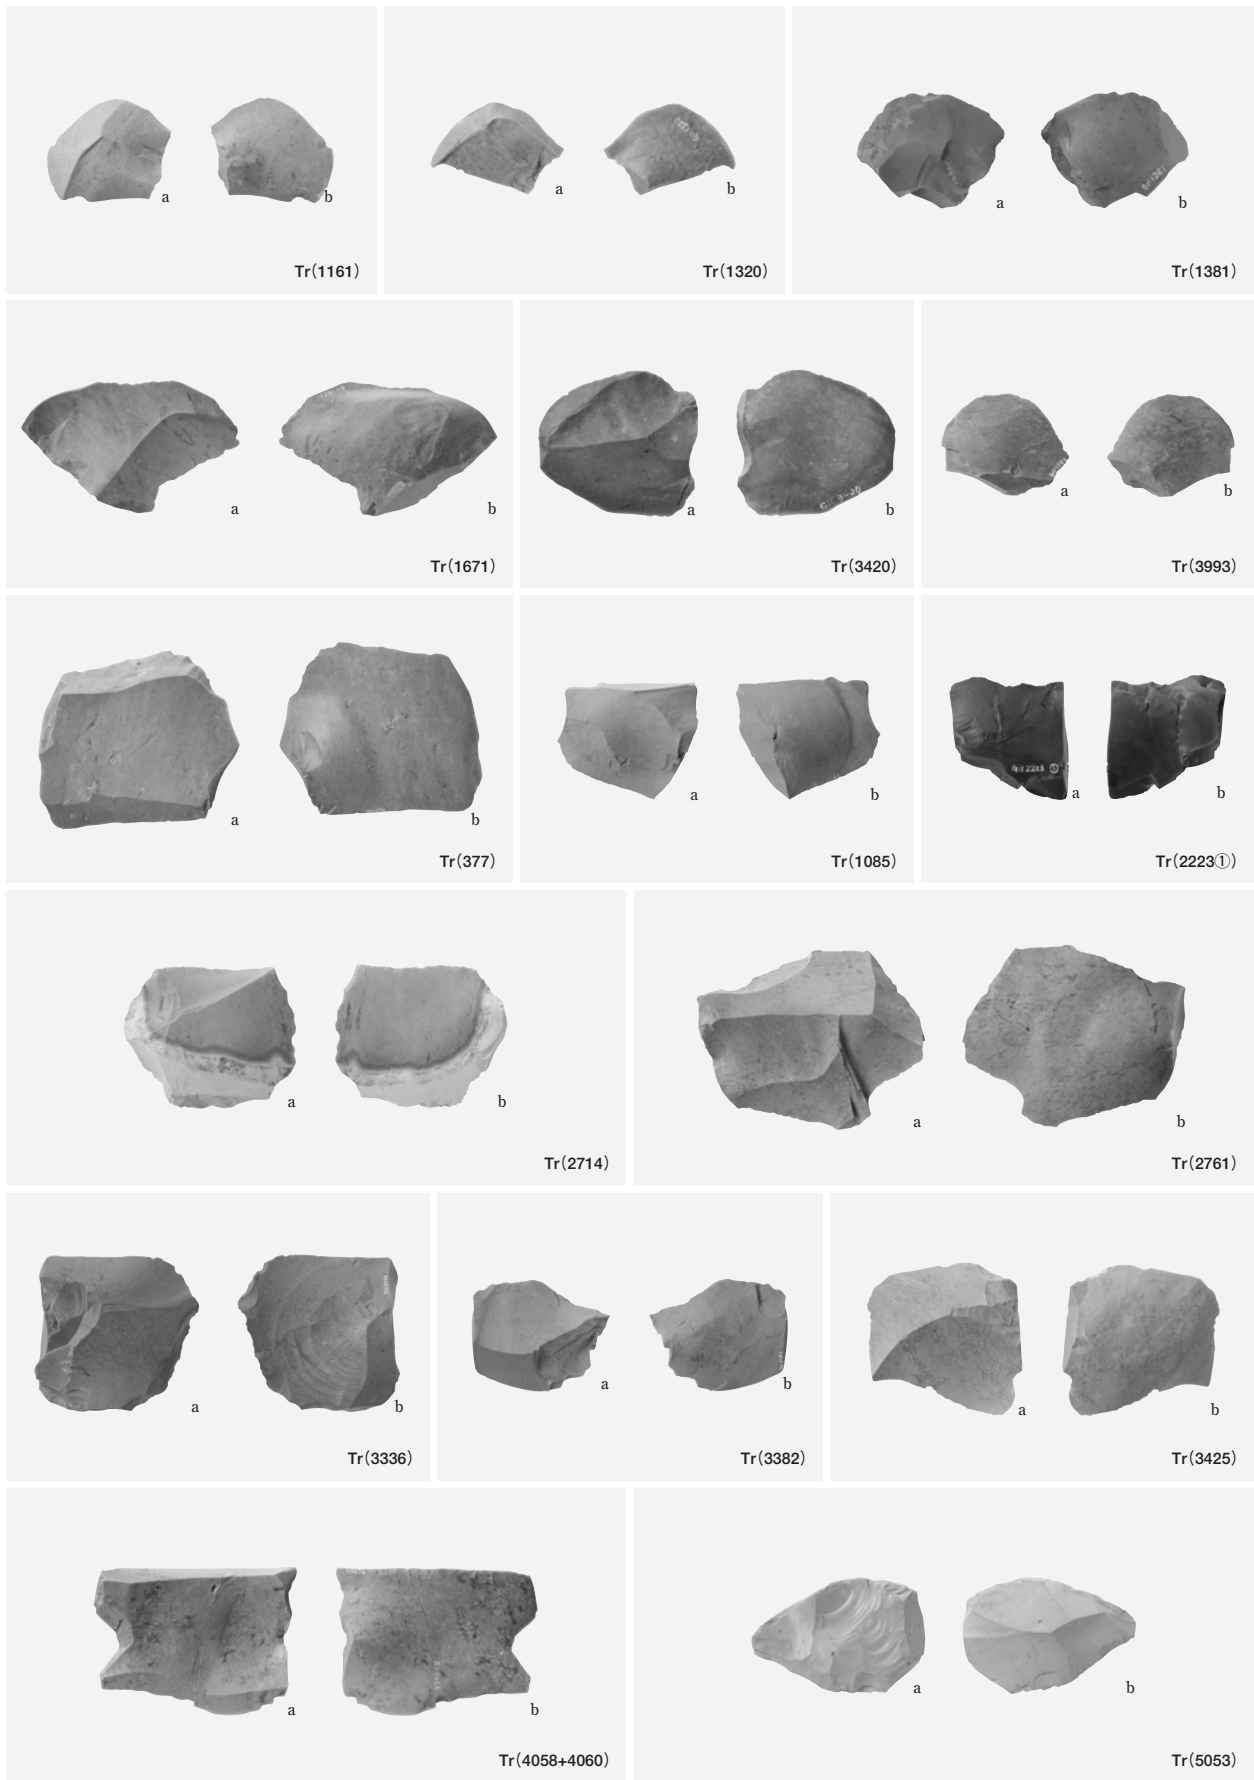 a
b
Tr(1161)
a
b
Tr(1320)
a
b
Tr(1381)
a
b
Tr(1671)
a
b
Tr(3420)
a
b
Tr(3993)
a
b
Tr(377)
a
b
Tr(1085)
a
b
Tr(2223①)
a
b
Tr(2714)
a
b
Tr(2761)
a
b
Tr(3336)
a
b
Tr(3382)
a
b
Tr(3425)
a
b
Tr(4058+4060)
a
b
Tr(5053)